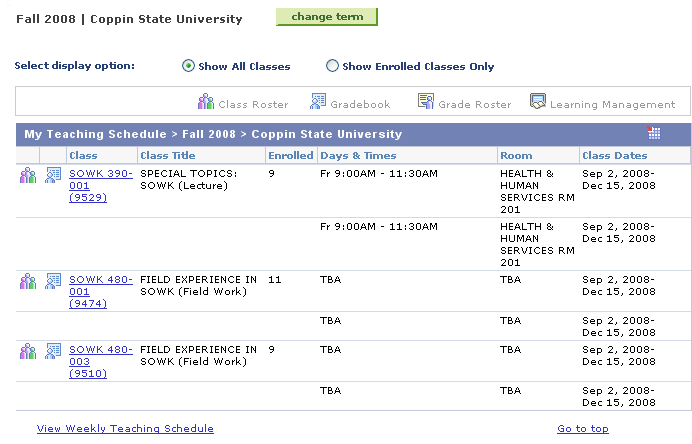 Fall 2008 | Coppin State University
change term
Select display option:
Show All Classes
Show Enrolled Classes Only
Class Roster
Gradebook
Grade Roster
Learning Management
My Teaching Schedule > Fall 2008 > Coppin State University
Class Class Title Enrolled Days & Times Room Class Dates
SOWK 390-
001
(9529)
SPECIAL TOPICS:
SOWK (Lecture)
9
Fr 9:00AM - 11:30AM
HEALTH &
HUMAN
SERVICES RM
201
Sep 2, 2008-
Dec 15, 2008
Fr 9:00AM - 11:30AM
HEALTH &
HUMAN
SERVICES RM
201
Sep 2, 2008-
Dec 15, 2008
SOWK 480-
001
(9474)
FIELD EXPERIENCE IN
SOWK (Field Work)
11
TBA
TBA
Sep 2, 2008-
Dec 15, 2008
TBA
TBA
Sep 2, 2008-
Dec 15, 2008
SOWK 480-
003
(9510)
FIELD EXPERIENCE IN
SOWK (Field Work)
9
TBA
TBA
Sep 2, 2008-
Dec 15, 2008
TBA
TBA
Sep 2, 2008-
Dec 15, 2008
View Weekly Teaching Schedule
Go to top